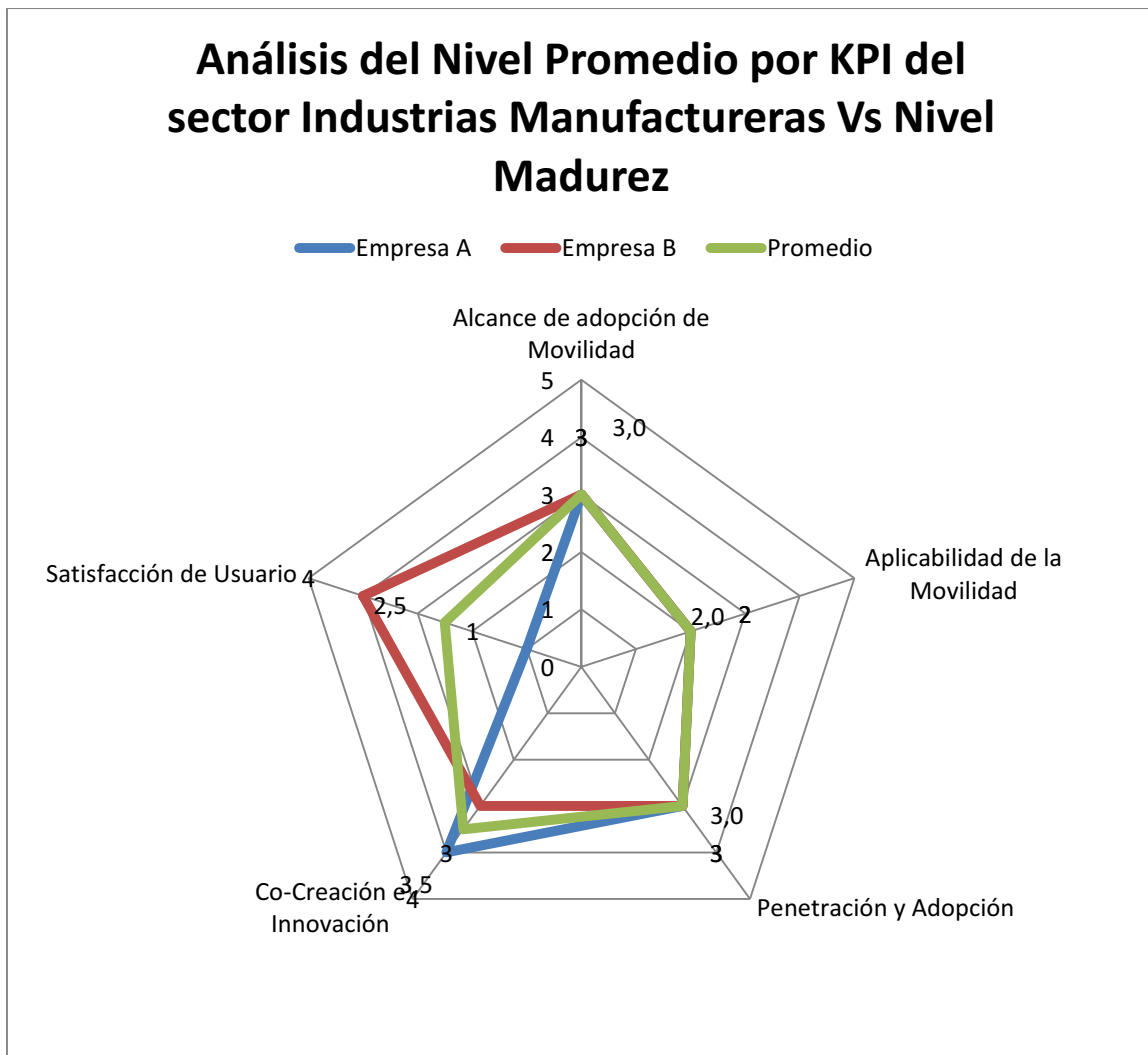 Análisis del Nivel Promedio por KPI del
sector Industrias Manufactureras Vs Nivel
Madurez
Empresa A Empresa B Promedio
Alcance de adopción de
Movilidad
5
4 3 3,0
3
2
1
0
Aplicabilidad de la
Movilidad
2,0 2
Satisfacción de Usuario 4
2,5
1
3,0
3
Penetración y Adopción
3
3,5
4
Co-Creación e
Innovación